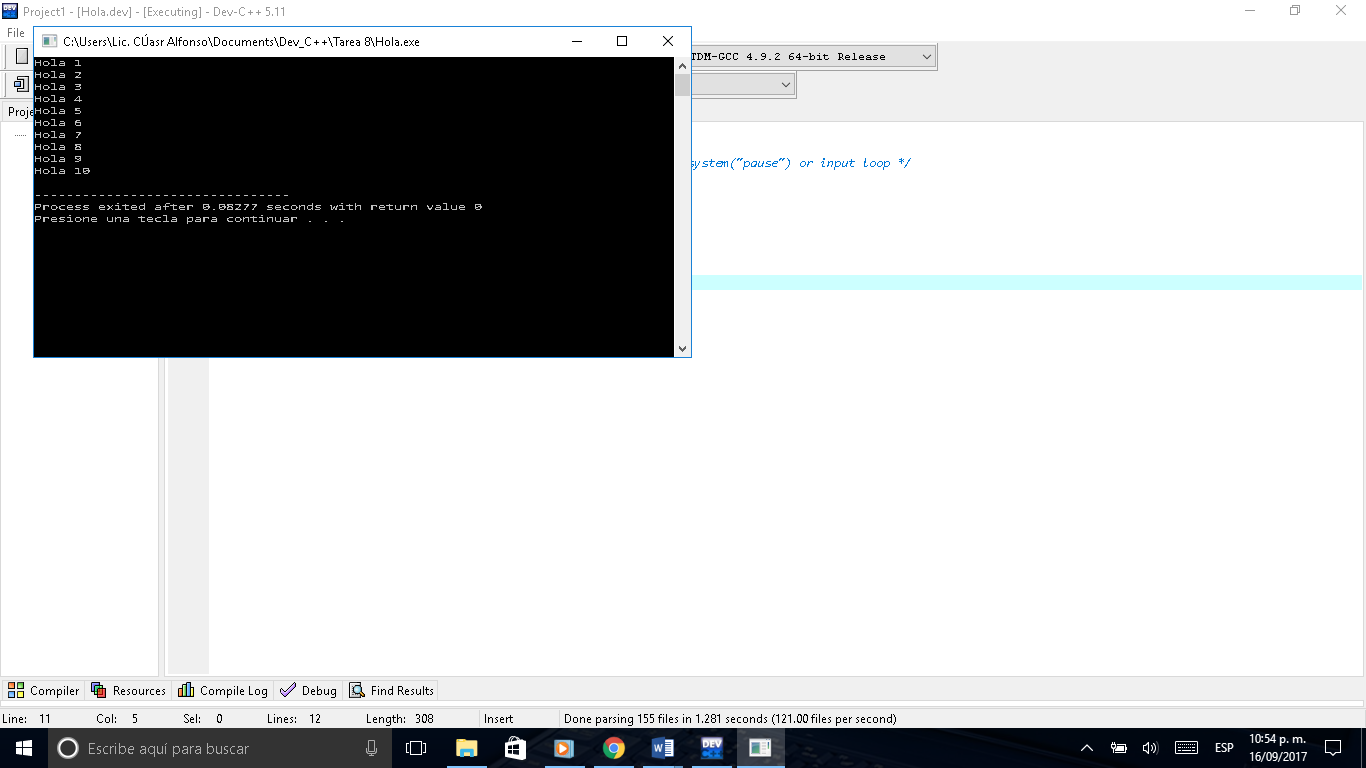 Project1 - [Hola.dev] - [Executing] - Dev-C++ 5.11
File
C:\Users\Lic. CÚasr Alfonso\Documents\Dev_C++\Tarea 8\Hola.exe
TDM-GCC 4.9.2 64-bit Release
Hola 1
Hola 2
Hola 3
Hola 4
Hola 5
Hola 6
Hola 7
Hola 8
Hola 9
Hola 10
--------------------------------
Process exited after 0.08277 seconds with return value 0
Presione una tecla para continuar . . .
Proje
system("pause") or input loop */
Compiler Resources Compile Log Debug Find Results
Line: 11 Col: 5 Sel: 0 Lines: 12 Length: 308 Insert Done parsing 155 files in 1.281 seconds (121.00 files per second)
Escribe aquí para buscar
DEV
ESP
10:54 p. m.
16/09/2017